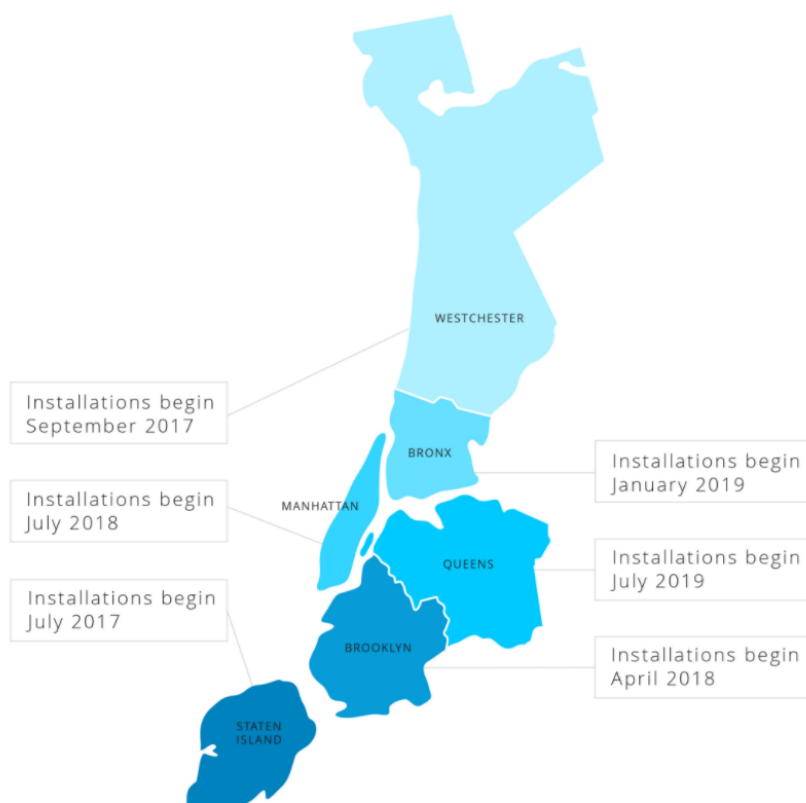 WESTCHESTER
Installations begin
September 2017
BRONX
Installations begin
January 2019
MANHATTAN
Installations begin
July 2018
QUEENS
Installations begin
July 2019
Installations begin
July 2017
BROOKLYN
Installations begin
April 2018
STATEN
ISLAND